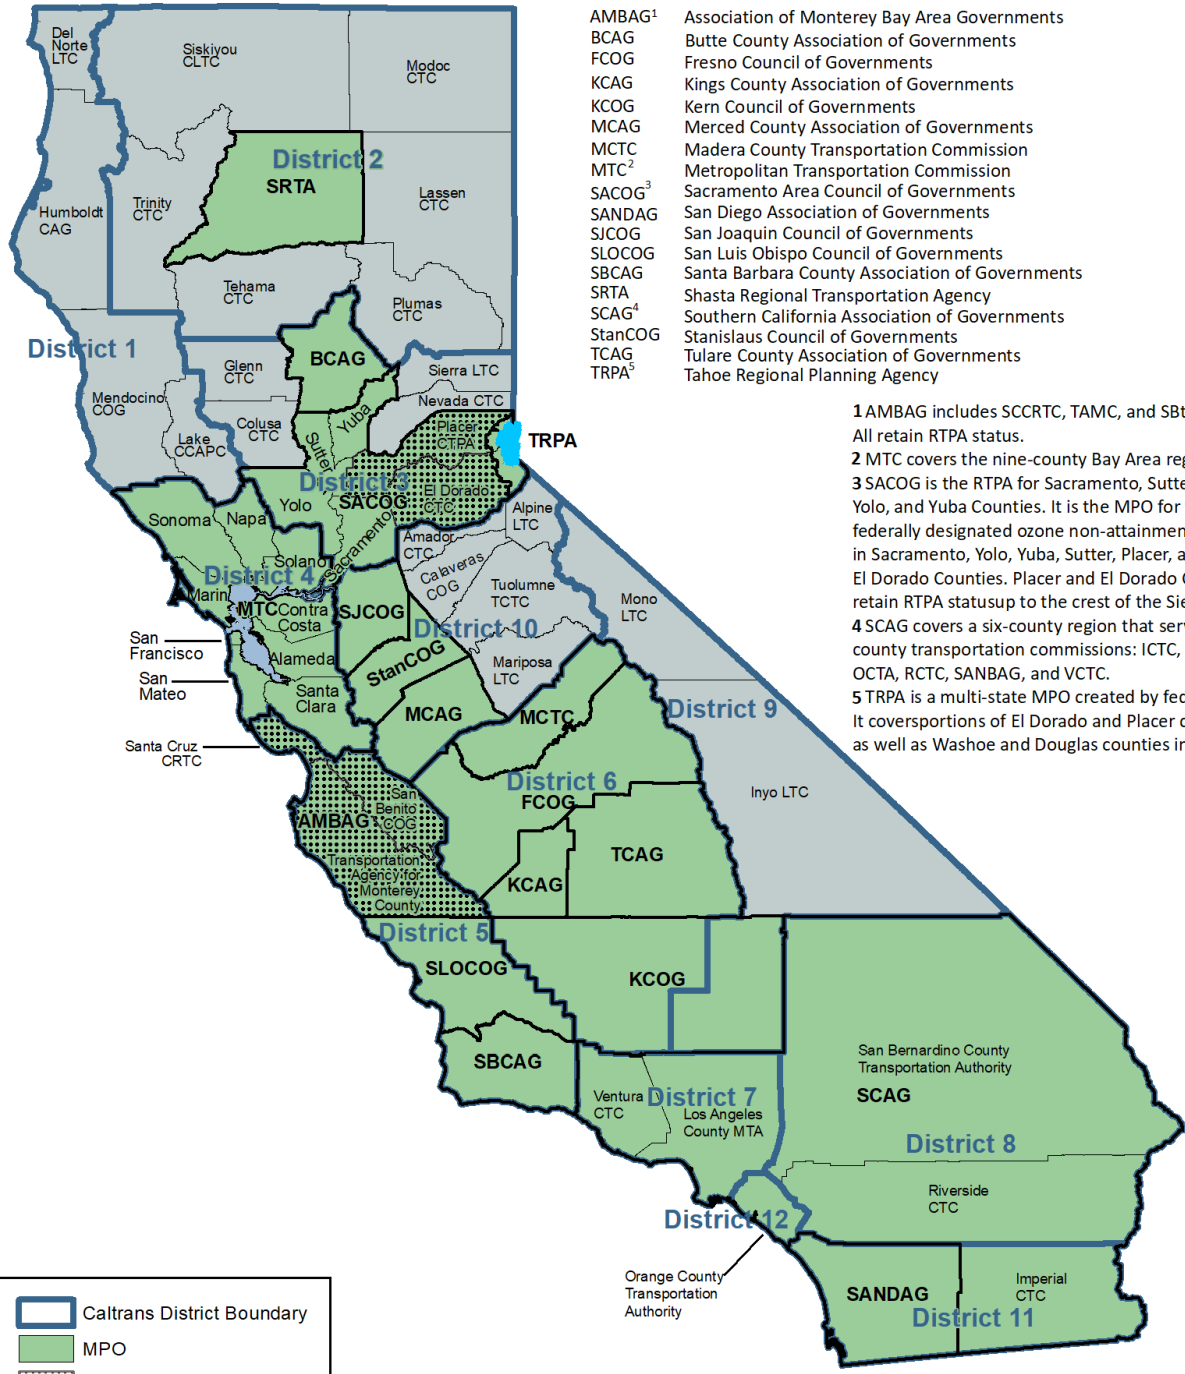 AMBAG1 Association of Monterey Bay Area Governments
BCAG Butte County Association of Governments
FCOG Fresno Council of Governments
KCAG Kings County Association of Governments
KCOG Kern Council of Governments
MCAG Merced County Association of Governments
MCTC Madera County Transportation Commission
MTC2 Metropolitan Transportation Commission
SACOG3 Sacramento Area Council of Governments
SANDAG San Diego Association of Governments
SJCOG San Joaquin Council of Governments
SLOCOG San Luis Obispo Council of Governments
SBCAG Santa Barbara County Association of Governments
SRTA Shasta Regional Transportation Agency
SCAG4 Southern California Association of Governments
StanCOG Stanislaus Council of Governments
TCAG Tulare County Association of Governments
TRPA5 Tahoe Regional Planning Agency
1 AMBAG includes SCCRTC, TAMC, and SBt
All retain RTPA status.
2 MTC covers the nine-county Bay Area reg
3 SACOG is the RTPA for Sacramento, Sutte
Yolo, and Yuba Counties. It is the MPO for
federally designated ozone non-attainmen
in Sacramento, Yolo, Yuba, Sutter, Placer, a
El Dorado Counties. Placer and El Dorado C
retain RTPA statusup to the crest of the Sie
4 SCAG covers a six-county region that serv
county transportation commissions: ICTC,
OCTA, RCTC, SANBAG, and VCTC.
5 TRPA is a multi-state MPO created by fed
It coversportions of El Dorado and Placer c
as well as Washoe and Douglas counties in
Del
Norte
LTC
Siskiyou
CLTC
Modoc
CTC
District 2
SRTA
Humboldt
CAG
Trinity
CTC
Lassen
CTC
Tehama
CTC
Plumas
CTC
District 1
BCAG
Glenn
CTC
Sierra LTC
Mendocino
COG
Nevada CTC
Lake
CCAPC
Colusa
CTC
Sutter
Yuba
Placer
CTPA
TRPA
District 3
SACOG
El Dorado
CTC
Yolo
Sacramento
Sonoma
Napa
Solano
Alpine
LTC
Amador
CTC
Calaveras
COG
Tuolumne
TCTC
Mono
LTC
District 4
Marin
MTC
Contra
Costa
SJCOG
District 10
San
Francisco
Alameda
StanCOG
Mariposa
LTC
San
Mateo
Santa
Clara
MCAG
MCTC
District 9
Santa Cruz
CRTC
District 6
FCOG
Inyo LTC
San
Benito
COG
AMBAG
Transportation
Agency for
Monterey
County
KCAG
TCAG
District 5
SLOCOG
KCOG
SBCAG
San Bernardino County
Transportation Authority
SCAG
Ventura
CTC
District 7
Los Angeles
County MTA
District 8
Riverside
CTC
District 12
Orange County
Transportation
Authority
SANDAG
Imperial
CTC
District 11
Caltrans District Boundary
MPO